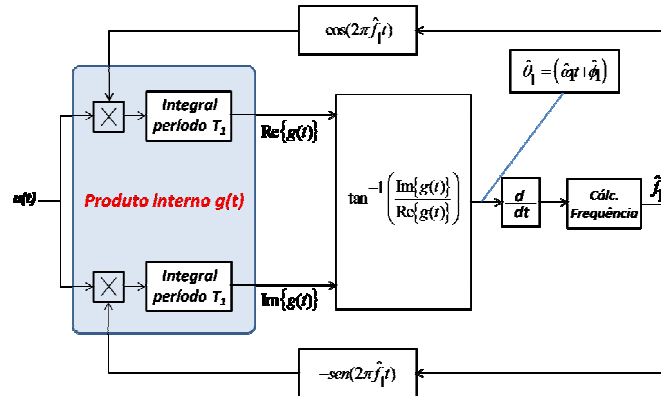 cos(2πf̂₁t)
θ̂₁ = (ω̂₁t + φ̂₁)
Integral
período T₁
Re{g(t)}
u(t)
Produto Interno g(t)
tan⁻¹(Im{g(t)}/Re{g(t)})
d/dt
Cálc.
Frequência
f̂₁
Integral
período T₁
Im{g(t)}
−sen(2πf̂₁t)